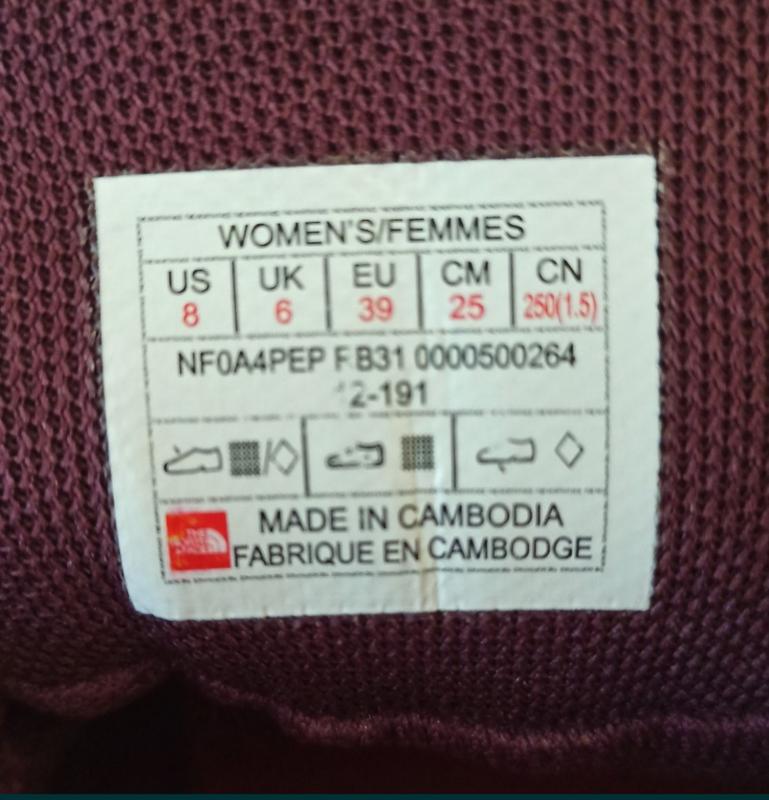 WOMEN'S/FEMMES
US UK EU CM CN
8 6 39 25 250(1.5)
NF0A4PEP F B31 0000500264
2-191
MADE IN CAMBODIA
FABRIQUE EN CAMBODGE